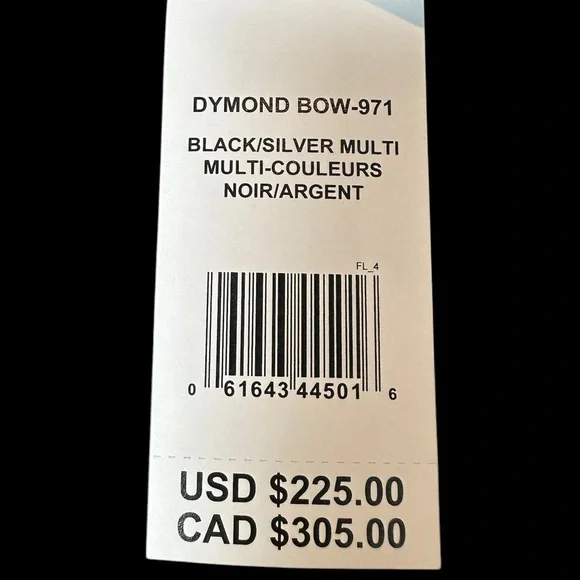 DYMOND BOW-971
BLACK/SILVER MULTI
MULTI-COULEURS
NOIR/ARGENT
FL_4
0 61643 44501 6
USD $225.00
CAD $305.00